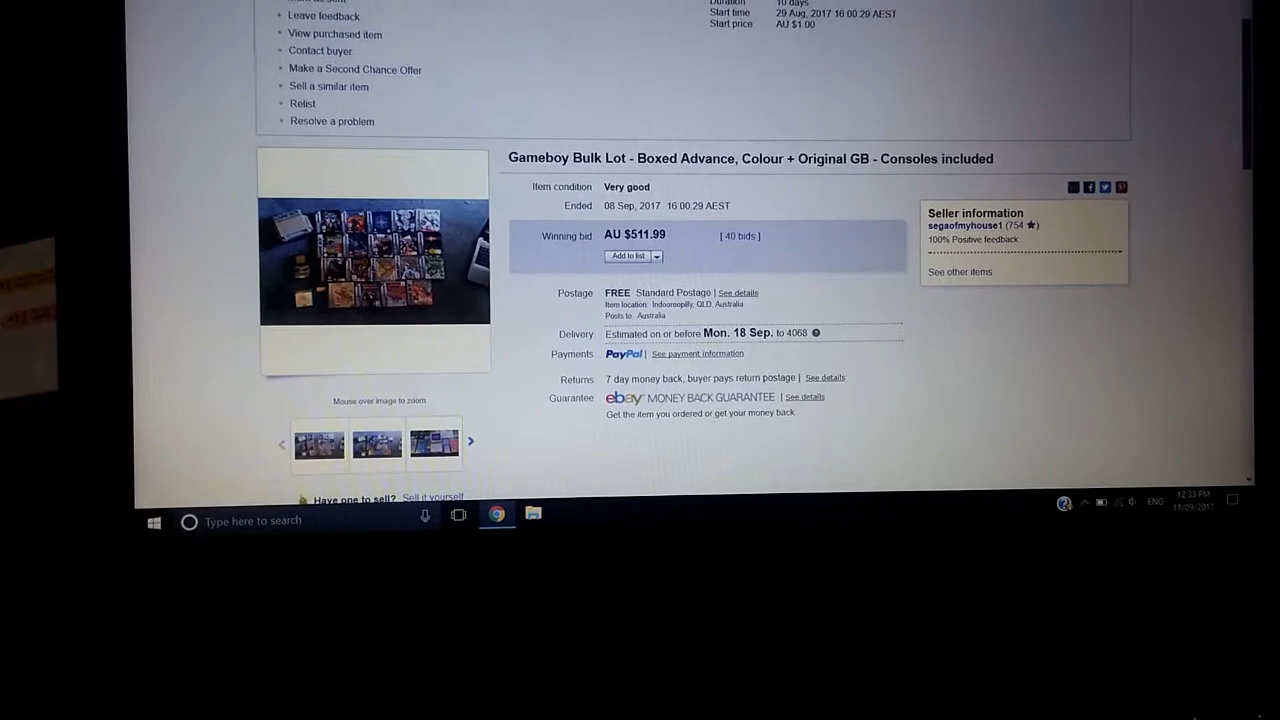 Duration 10 days
Leave feedback
Start time 29 Aug, 2017 16 00 29 AEST
Start price AU $1.00
View purchased item
Contact buyer
Make a Second Chance Offer
Sell a similar item
Relist
Resolve a problem
Gameboy Bulk Lot - Boxed Advance, Colour + Original GB - Consoles included
Item condition Very good
Ended 08 Sep, 2017 16 00 29 AEST
Winning bid AU $511.99 [ 40 bids ]
Add to list
Postage FREE Standard Postage | See details
Item location: Indooroopilly, QLD, Australia
Posts to: Australia
Delivery Estimated on or before Mon. 18 Sep. to 4068
Payments PayPal | See payment information
Returns 7 day money back, buyer pays return postage | See details
Guarantee ebay MONEY BACK GUARANTEE | See details
Get the item you ordered or get your money back
Seller information
segaofmyhouse1 (754 ★)
100% Positive feedback
See other items
Mouse over image to zoom
Have one to sell? Sell it yourself
Type here to search
ENG
12:33 PM
11/09/2017